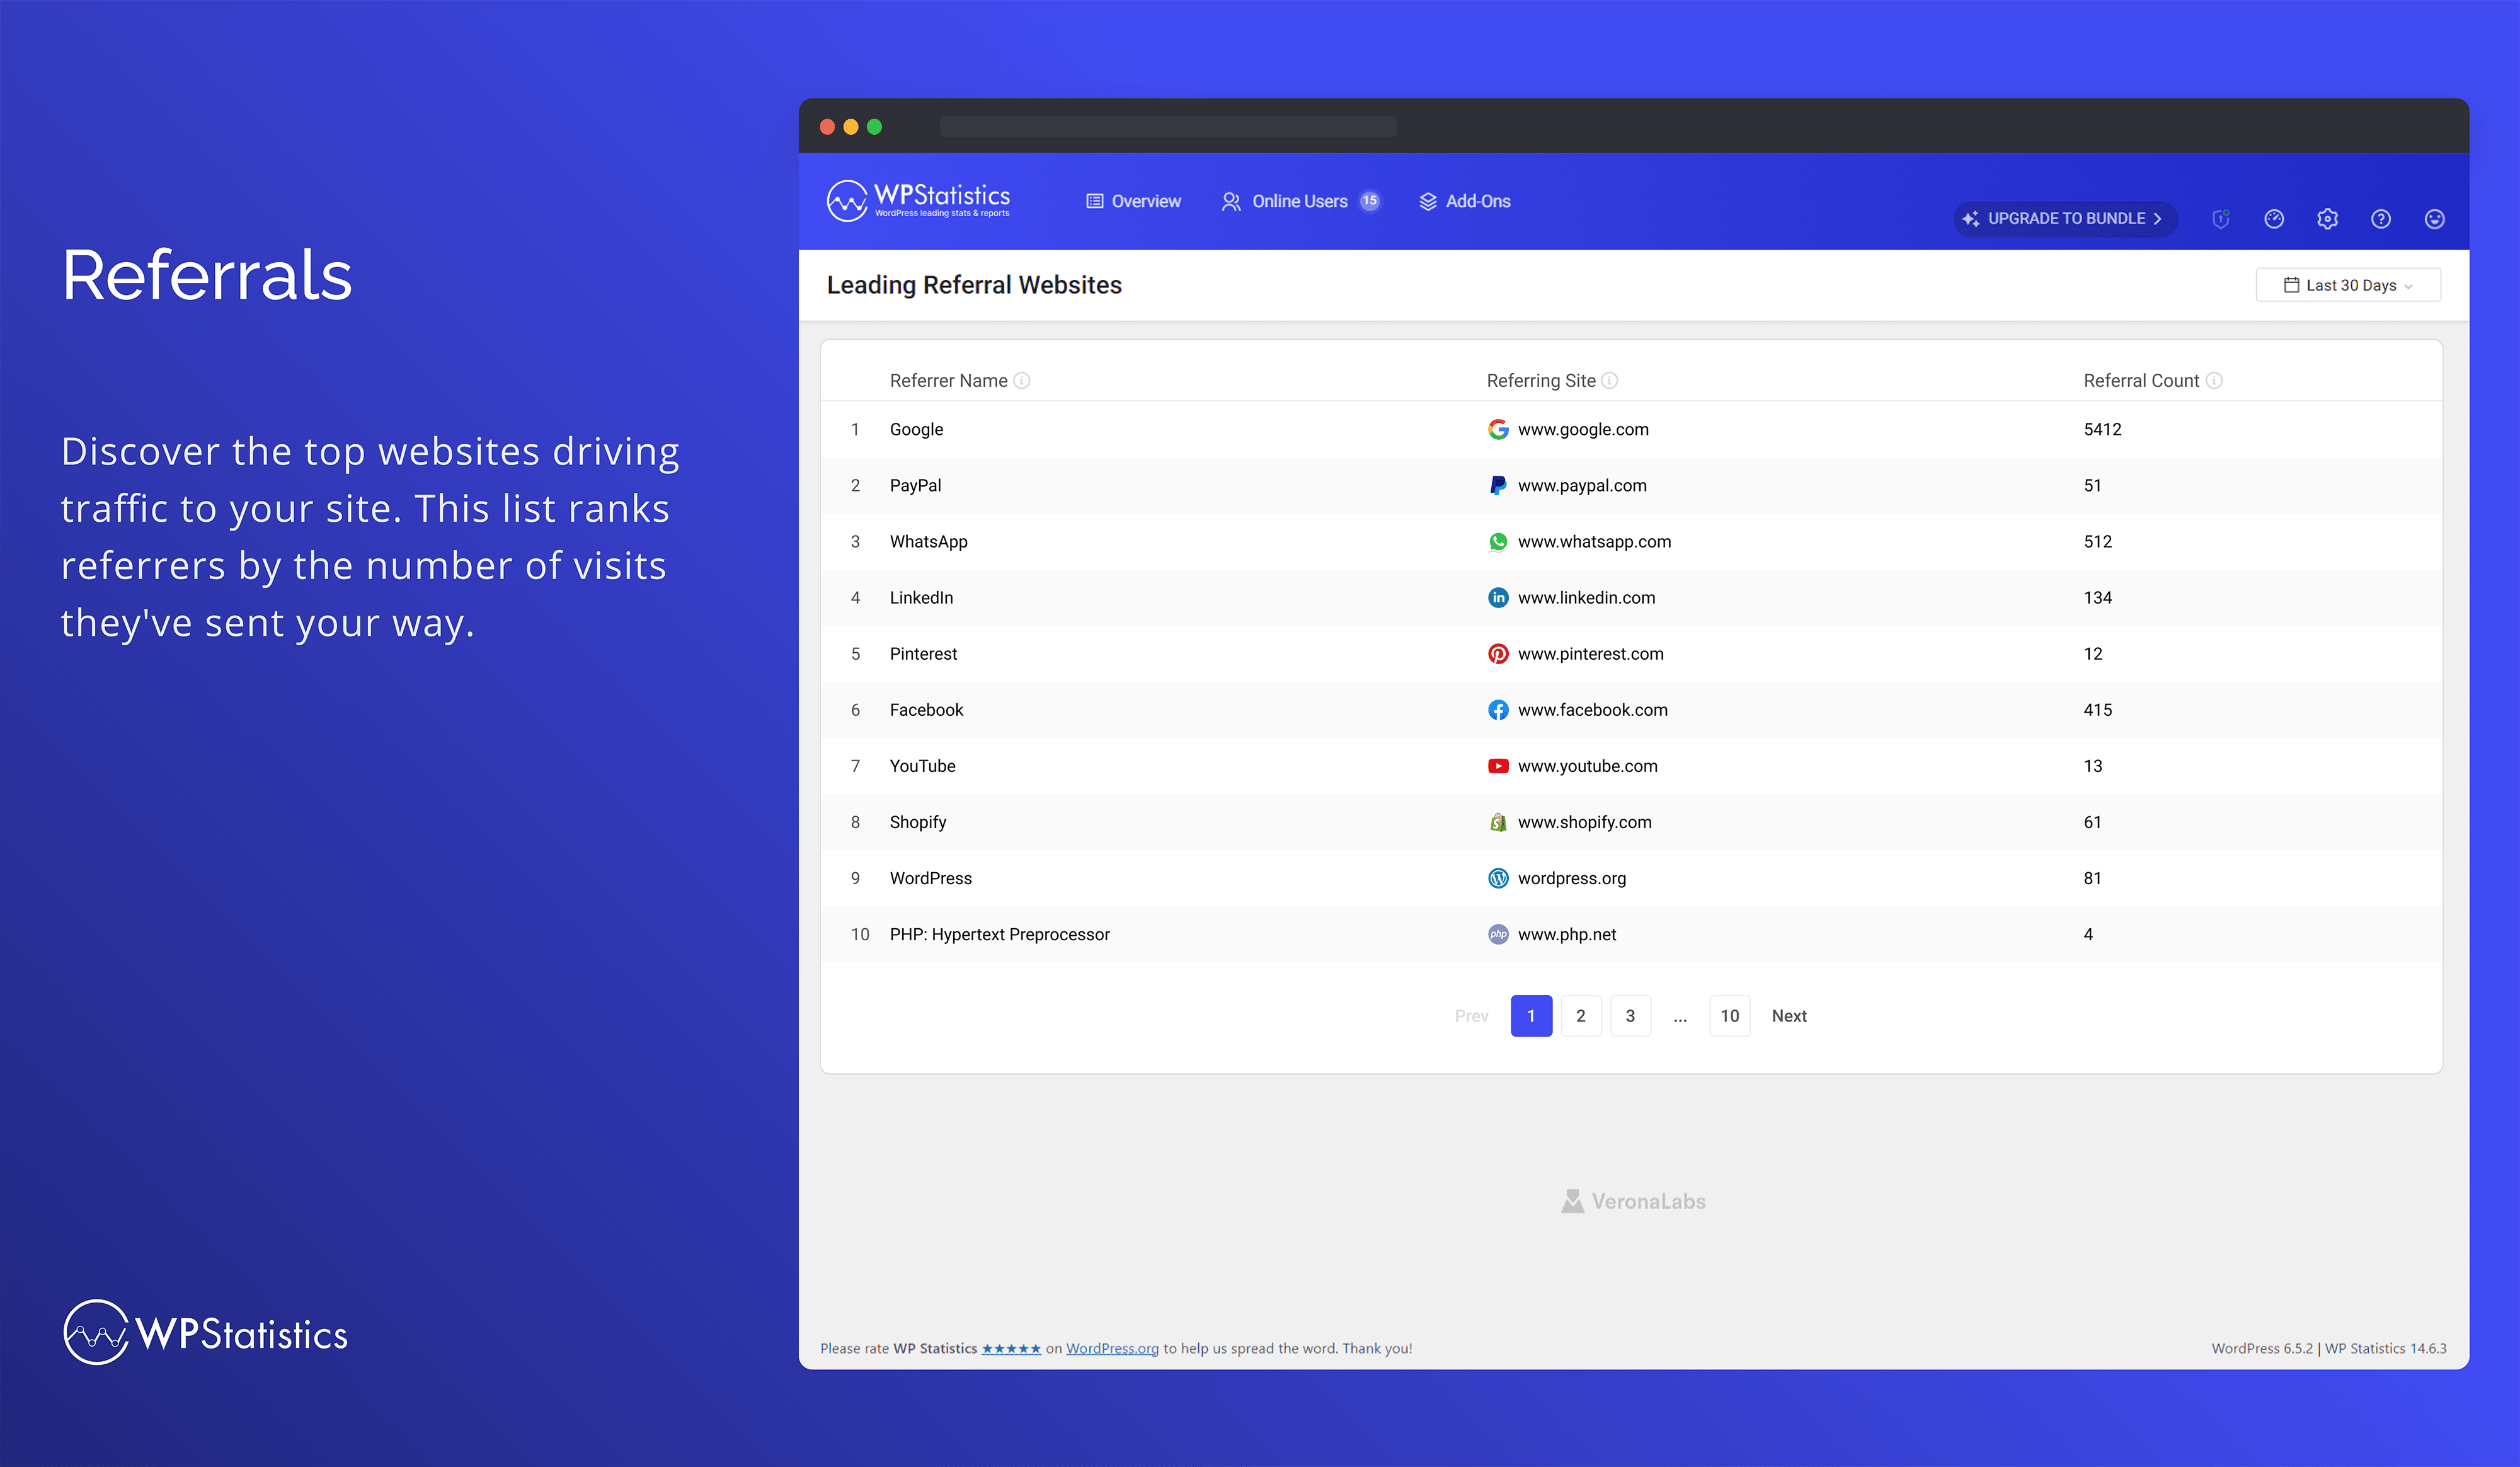 Referrals
Discover the top websites driving
traffic to your site. This list ranks
referrers by the number of visits
they've sent your way.
WPStatistics
WPStatistics
WordPress leading stats & reports
Overview
Online Users 15
Add-Ons
UPGRADE TO BUNDLE
Leading Referral Websites
Last 30 Days
Referrer Name Referring Site Referral Count
1 Google www.google.com 5412
2 PayPal www.paypal.com 51
3 WhatsApp www.whatsapp.com 512
4 LinkedIn in www.linkedin.com 134
5 Pinterest www.pinterest.com 12
6 Facebook www.facebook.com 415
7 YouTube www.youtube.com 13
8 Shopify www.shopify.com 61
9 WordPress wordpress.org 81
10 PHP: Hypertext Preprocessor php www.php.net 4
Prev 1 2 3 ... 10 Next
VeronaLabs
Please rate WP Statistics ★★★★★ on WordPress.org to help us spread the word. Thank you!
WordPress 6.5.2 | WP Statistics 14.6.3